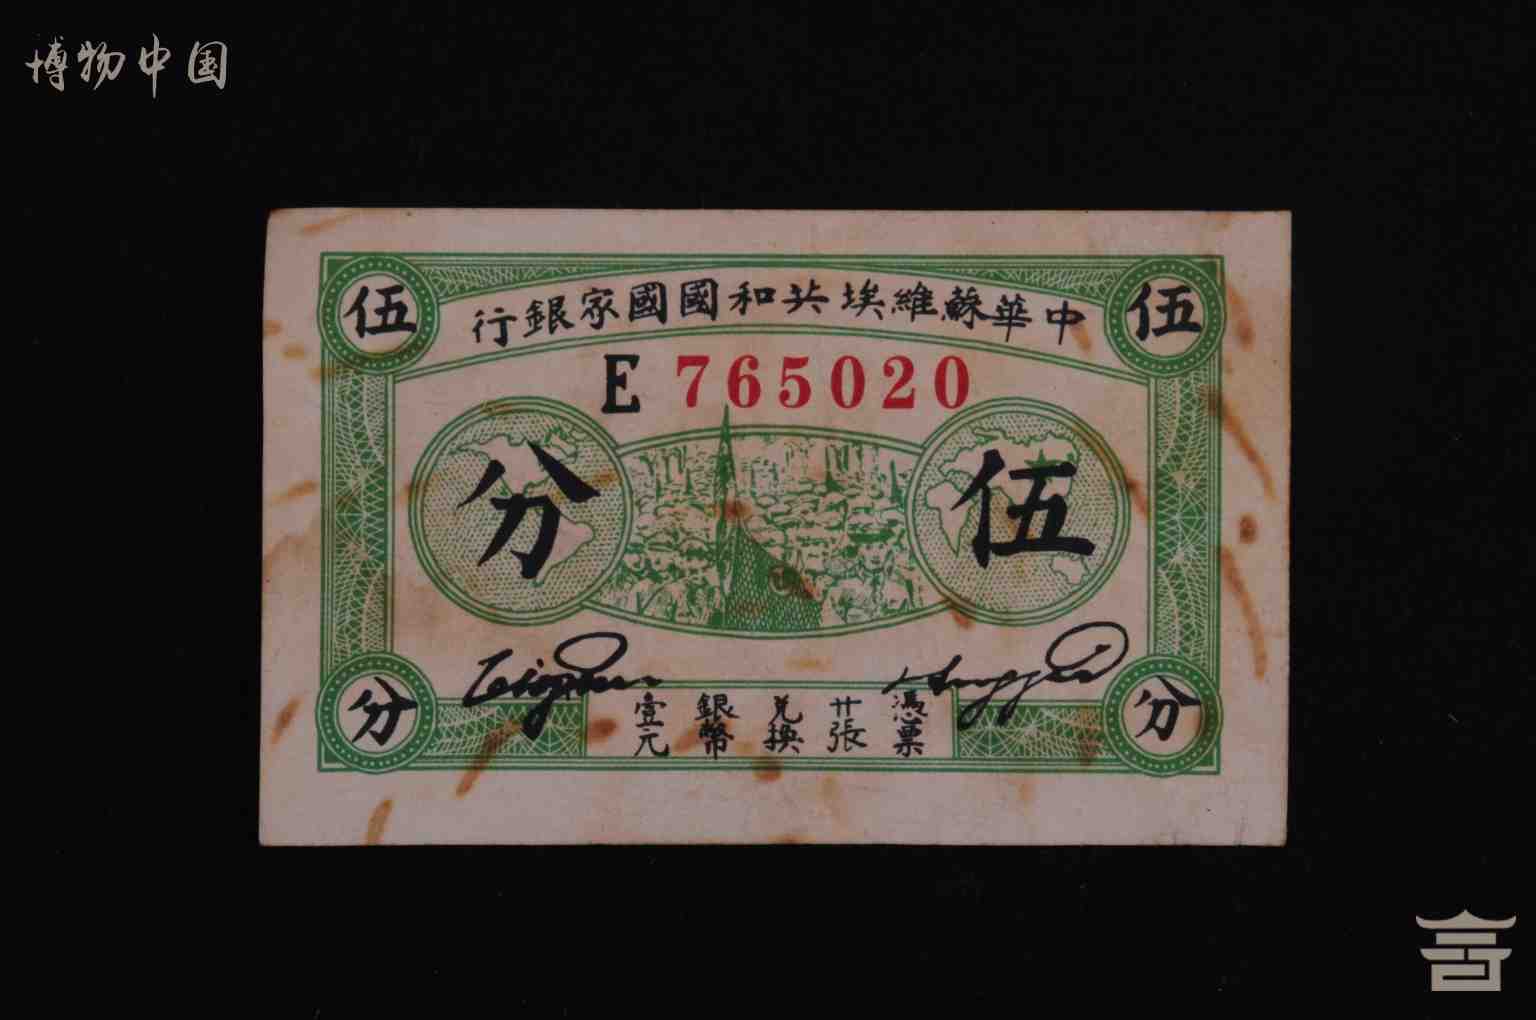 博物中国
伍
中華蘇維埃共和國國家銀行
伍
E 765020
伍分
憑票
廿張
兑換
銀幣
壹元
分
分